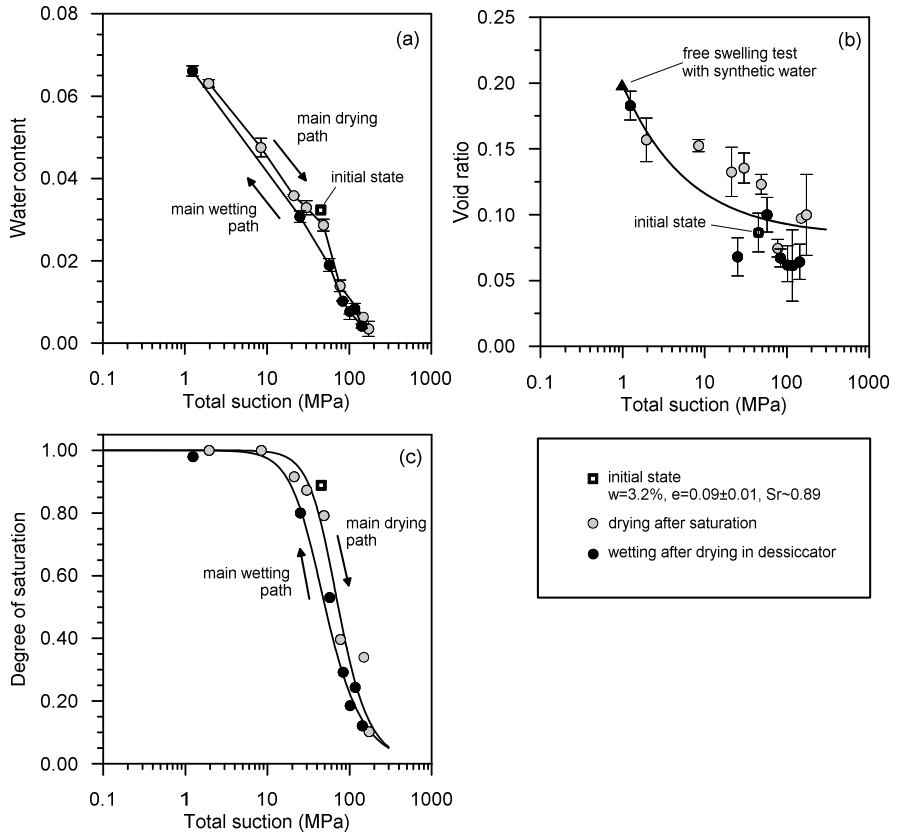 (a)
0.08
0.06
0.04
0.02
0.00
Water content
main drying
path
initial state
main wetting
path
0.1
1
10
100
1000
Total suction (MPa)
(b)
0.25
0.20
0.15
0.10
0.05
0.00
Void ratio
free swelling test
with synthetic water
initial state
0.1
1
10
100
1000
Total suction (MPa)
(c)
1.00
0.80
0.60
0.40
0.20
0.00
Degree of saturation
main drying
path
main wetting
path
0.1
1
10
100
1000
Total suction (MPa)
initial state
w=3.2%, e=0.09±0.01, Sr~0.89
drying after saturation
wetting after drying in dessiccator